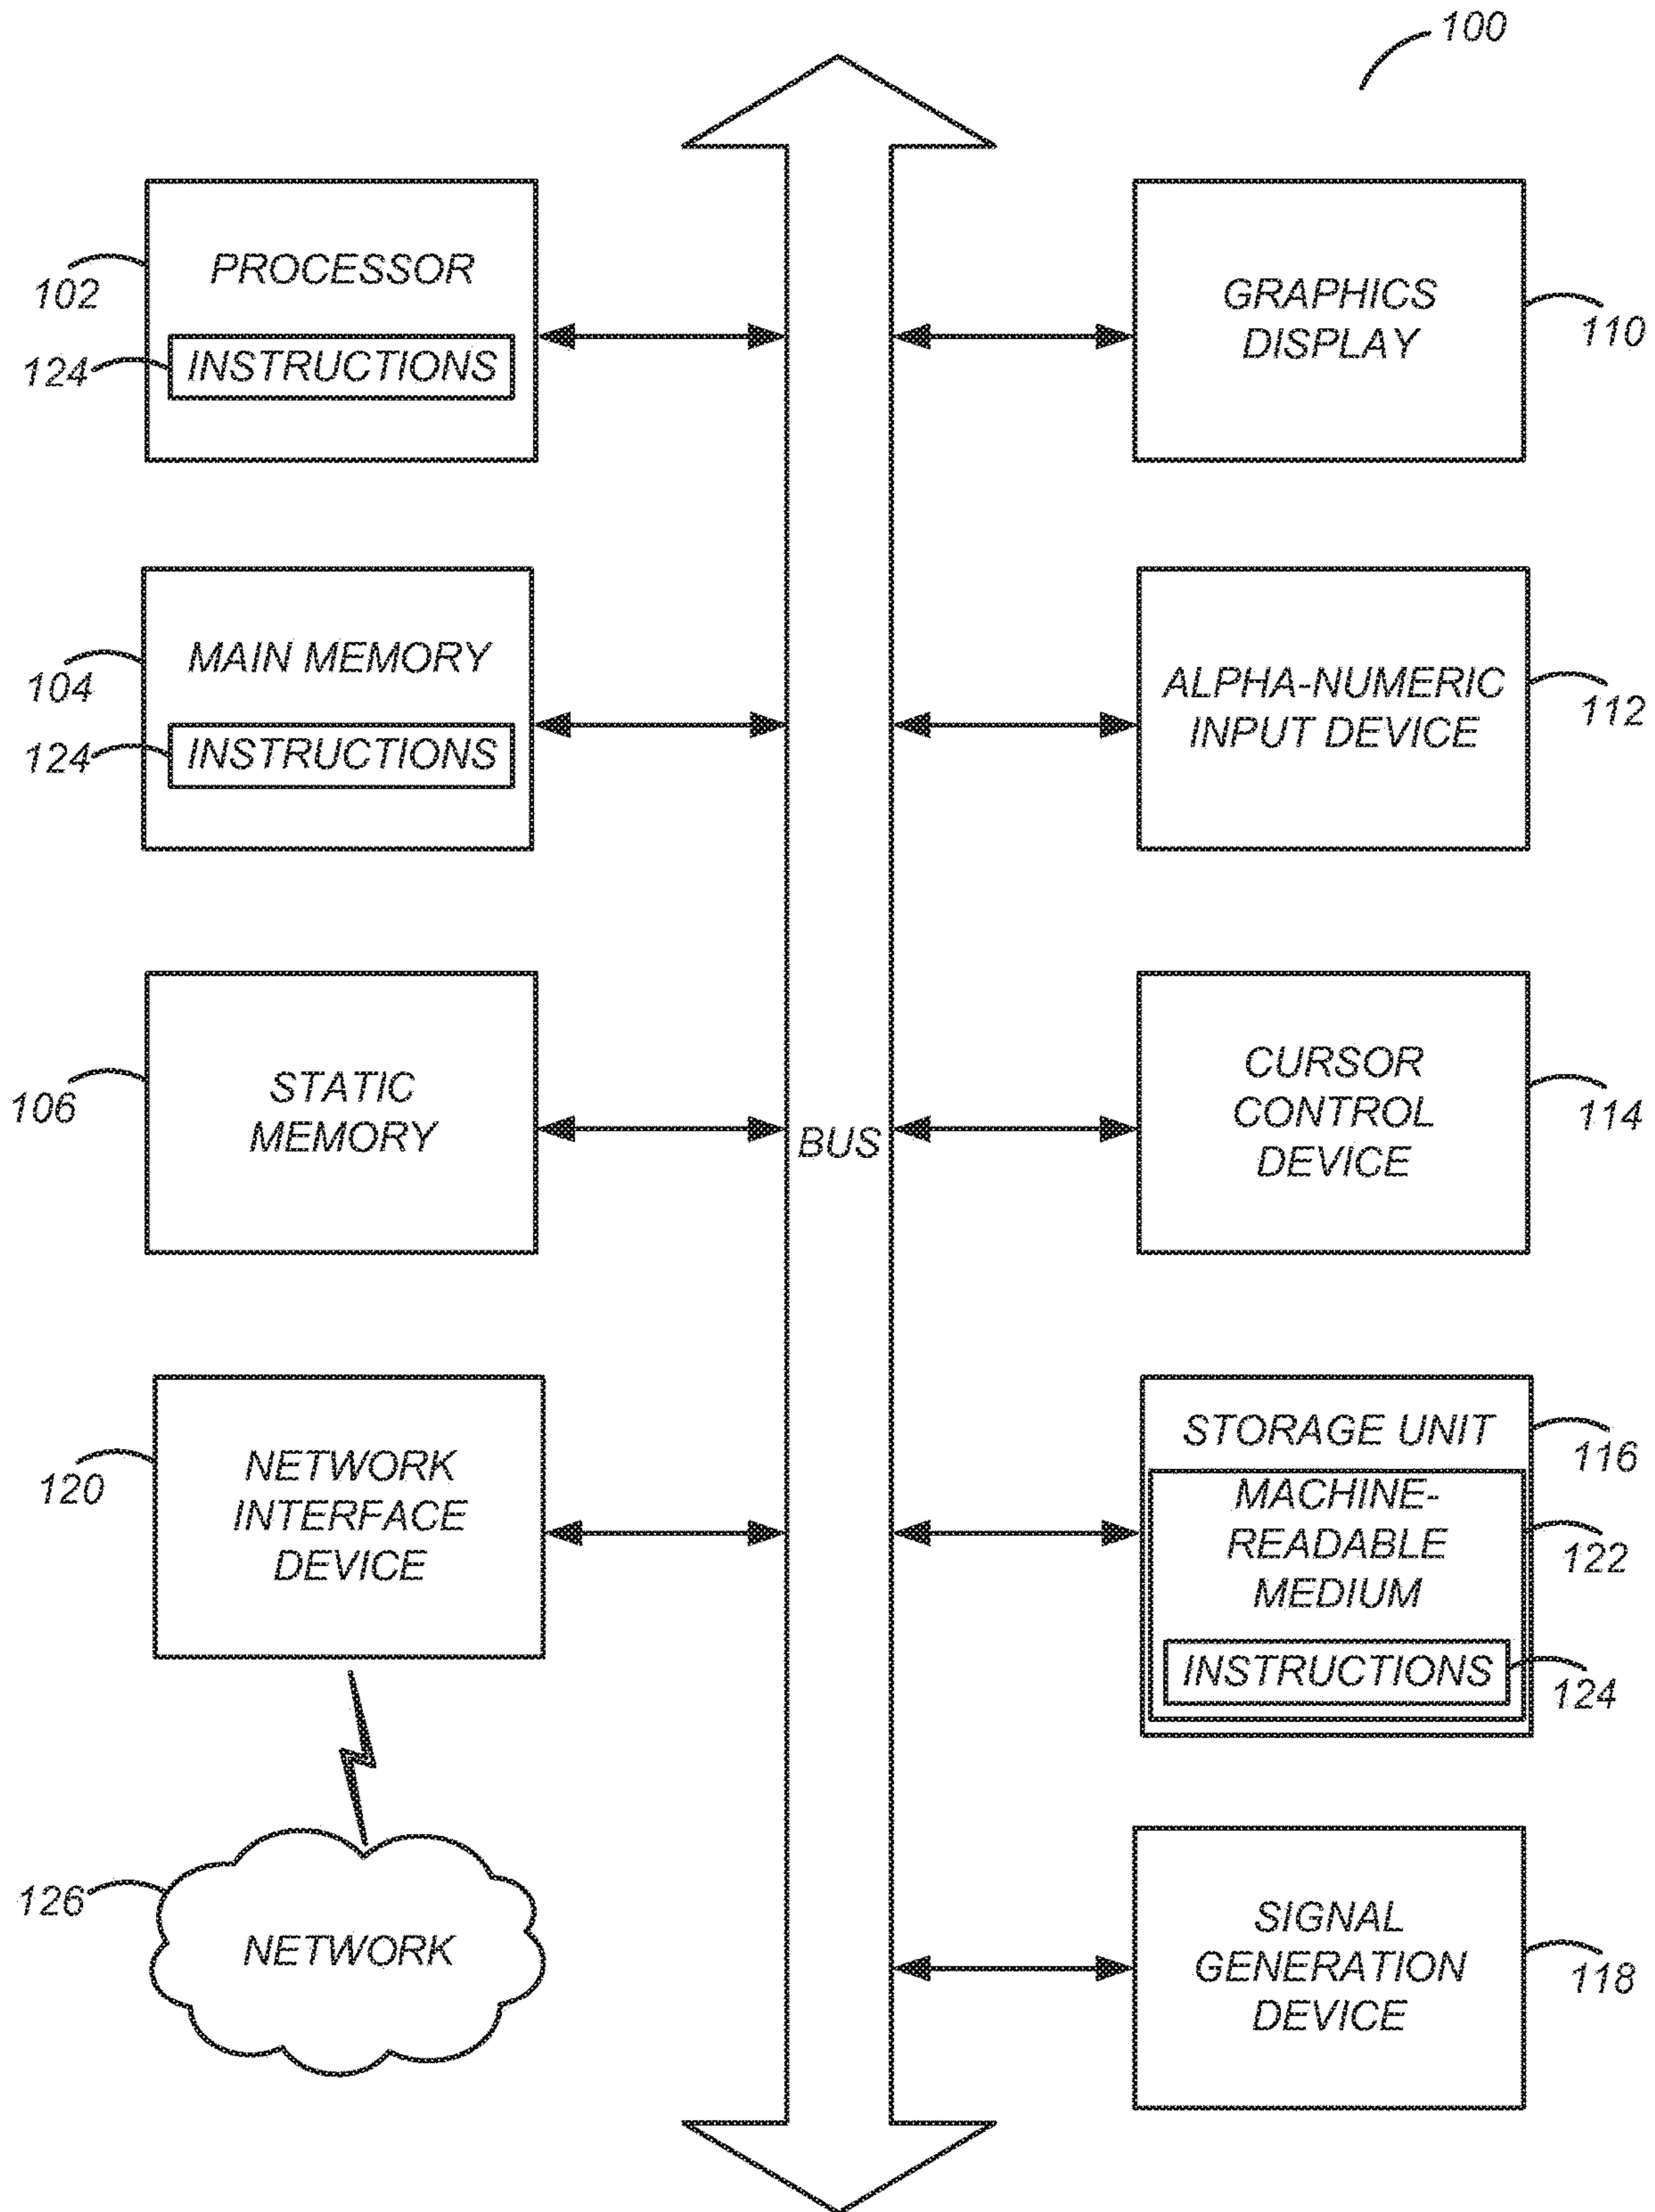 100
PROCESSOR
102
124
INSTRUCTIONS
GRAPHICS
DISPLAY
110
MAIN MEMORY
104
124
INSTRUCTIONS
ALPHA-NUMERIC
INPUT DEVICE
112
STATIC
MEMORY
106
BUS
CURSOR
CONTROL
DEVICE
114
NETWORK
INTERFACE
DEVICE
120
STORAGE UNIT
116
MACHINE-
READABLE
MEDIUM
122
INSTRUCTIONS
124
126
NETWORK
SIGNAL
GENERATION
DEVICE
118